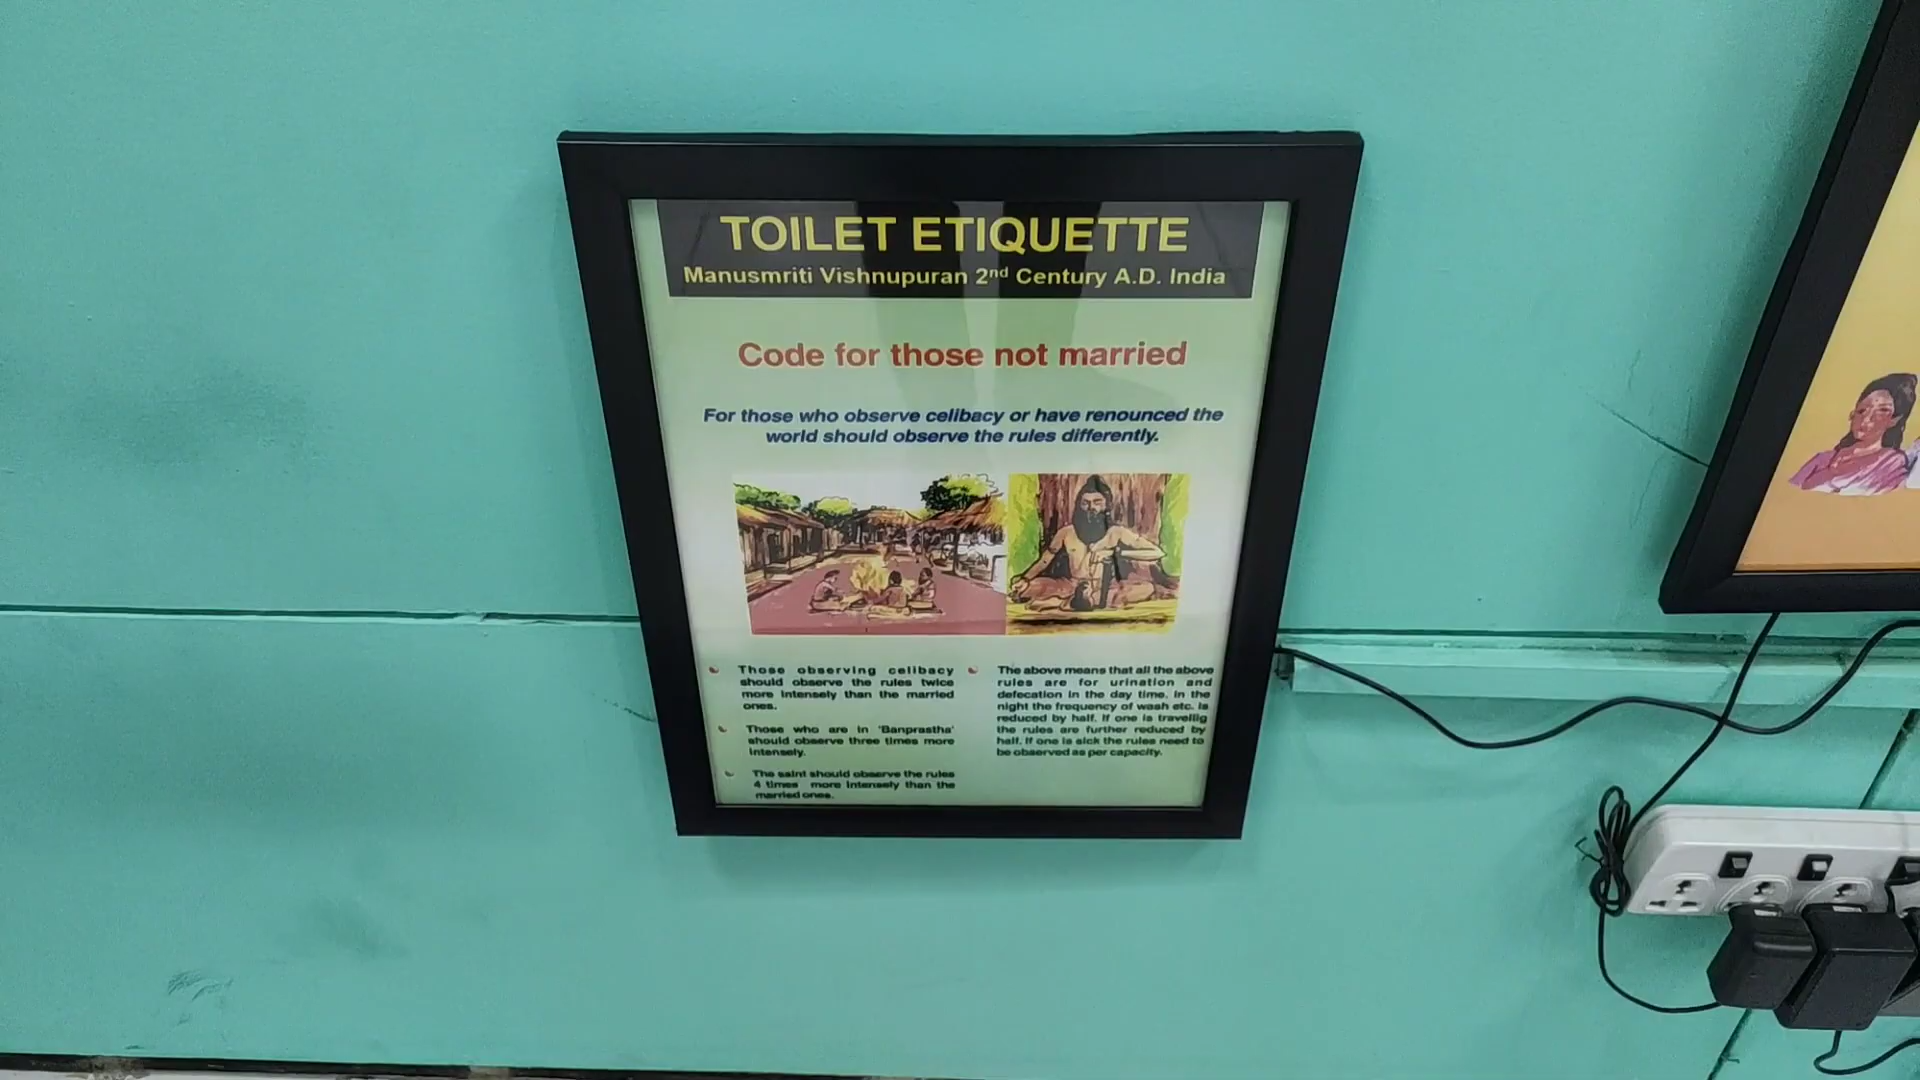 TOILET ETIQUETTE
Manusmriti Vishnupuran 2nd Century A.D. India
Code for those not married
For those who observe celibacy or have renounced the
world should observe the rules differently.
Those observing celibacy
should observe the rules twice
more intensely than the married
ones.
Those who are in 'Banprastha'
should observe three times more
intensely.
The saint should observe the rules
4 times more intensely than the
married ones.
The above means that all the above
rules are for urination and
defecation in the day time. In the
night the frequency of wash etc. is
reduced by half. If one is travellig
the rules are further reduced by
half. If one is sick the rules need to
be observed as per capacity.